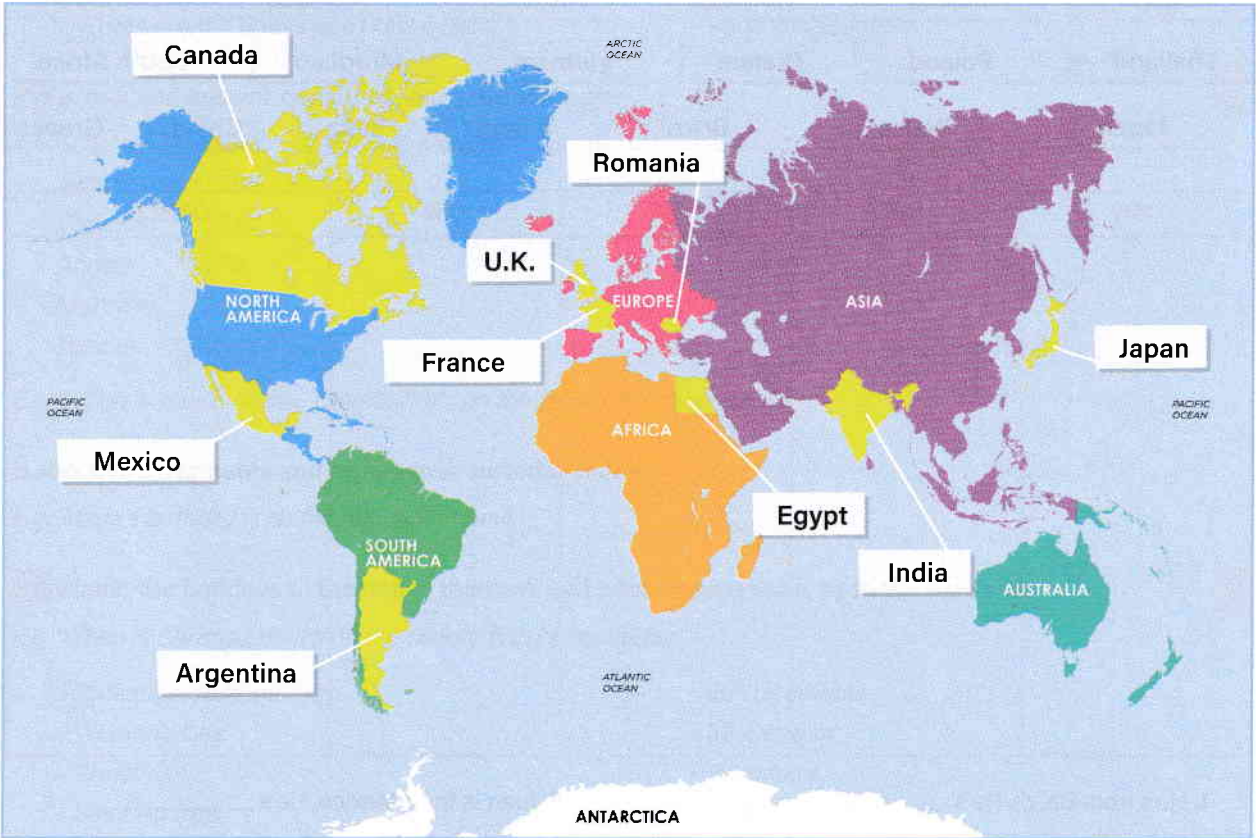 ARCTIC
OCEAN
Canada
Romania
U.K.
NORTH
AMERICA
EUROPE
ASIA
France
Japan
PACIFIC
OCEAN
PACIFIC
OCEAN
AFRICA
Mexico
Egypt
SOUTH
AMERICA
India
AUSTRALIA
Argentina
ATLANTIC
OCEAN
ANTARCTICA